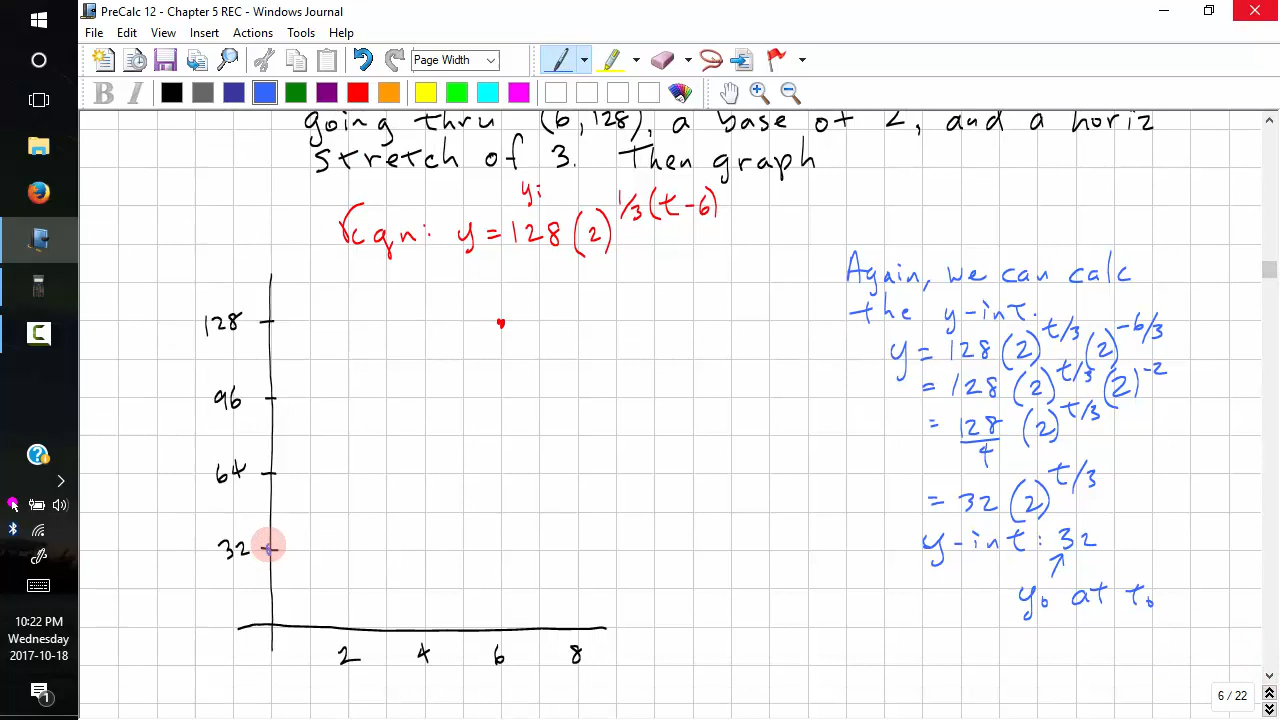 PreCalc 12 - Chapter 5 REC - Windows Journal
File Edit View Insert Actions Tools Help
Page Width
B I
going thru (6, 128), a base of 2, and a horiz
stretch of 3. Then graph
yi
eqn: y = 128 (2)^1/3(t-6)
128
96
64
32
2 4 6 8
Again, we can calc
the y-int.
y = 128 (2)^t/3 (2)^-6/3
= 128 (2)^t/3 (2)^-2
= 128/4 (2)^t/3
= 32 (2)^t/3
y-int: 32
y₀ at t₀
10:22 PM
Wednesday
2017-10-18
1
6 / 22